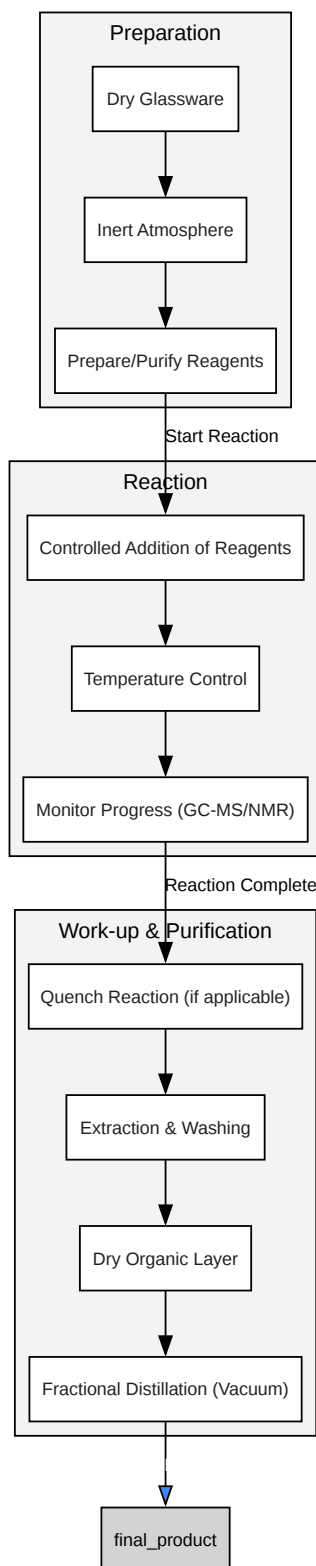 Preparation
Dry Glassware
Inert Atmosphere
Prepare/Purify Reagents
Start Reaction
Reaction
Controlled Addition of Reagents
Temperature Control
Monitor Progress (GC-MS/NMR)
Reaction Complete
Work-up & Purification
Quench Reaction (if applicable)
Extraction & Washing
Dry Organic Layer
Fractional Distillation (Vacuum)
final_product